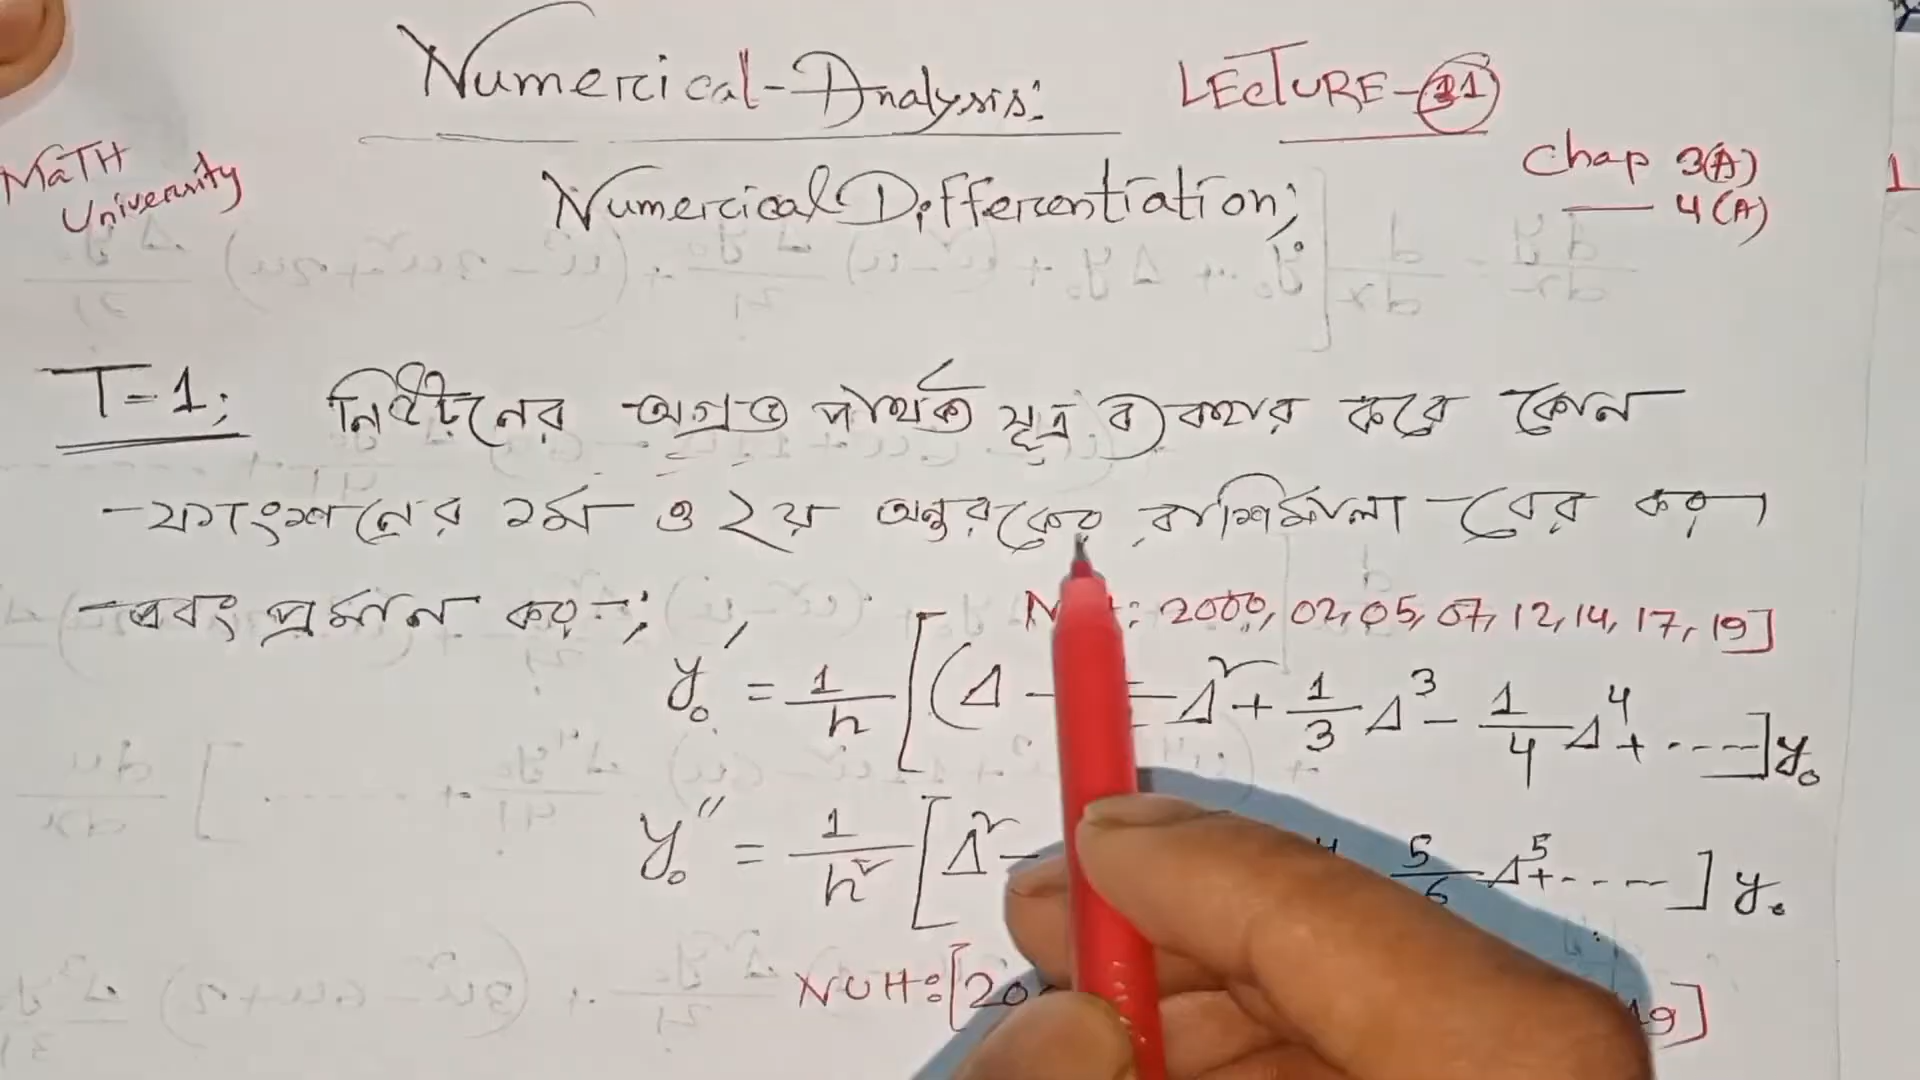 Numerical-Analysis:
LECTURE-31
MaTH
University
Chap 3(A)
4(A)
Numerical Differentiation;
T-1; নিউটনের অগ্রগ পার্থক্য সূত্র ব্যবহার করে কোন
ফাংশনের ১ম ও ২য় অন্তরকের রাশিমালা বের কর
এবং প্রমান কর;
: 2000, 02, 05, 07, 12, 14, 17, 19]
y₀' = 1/h [(Δ - Δ² + 1/3 Δ³ - 1/4 Δ⁴ + ----] y₀
y₀'' = 1/h² [Δ² - 5/6 Δ⁵ + ----] y₀
NUH: [20 19]